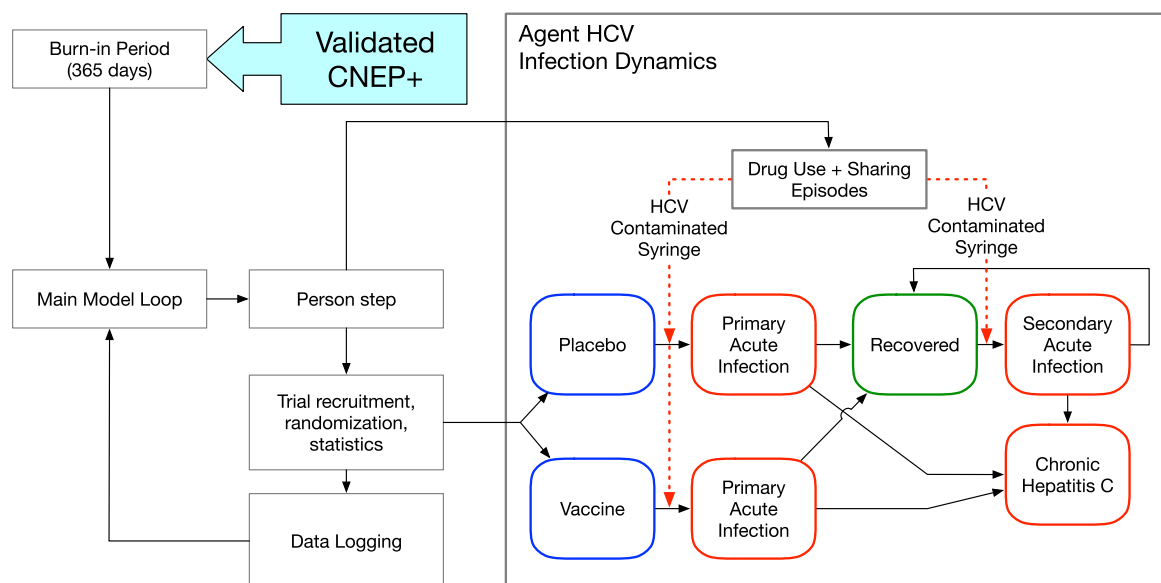 Burn-in Period
(365 days)
Validated
CNEP+
Agent HCV
Infection Dynamics
Drug Use + Sharing
Episodes
HCV
Contaminated
Syringe
HCV
Contaminated
Syringe
Main Model Loop
Person step
Placebo
Primary
Acute
Infection
Recovered
Secondary
Acute
Infection
Trial recruitment,
randomization,
statistics
Vaccine
Primary
Acute
Infection
Chronic
Hepatitis C
Data Logging